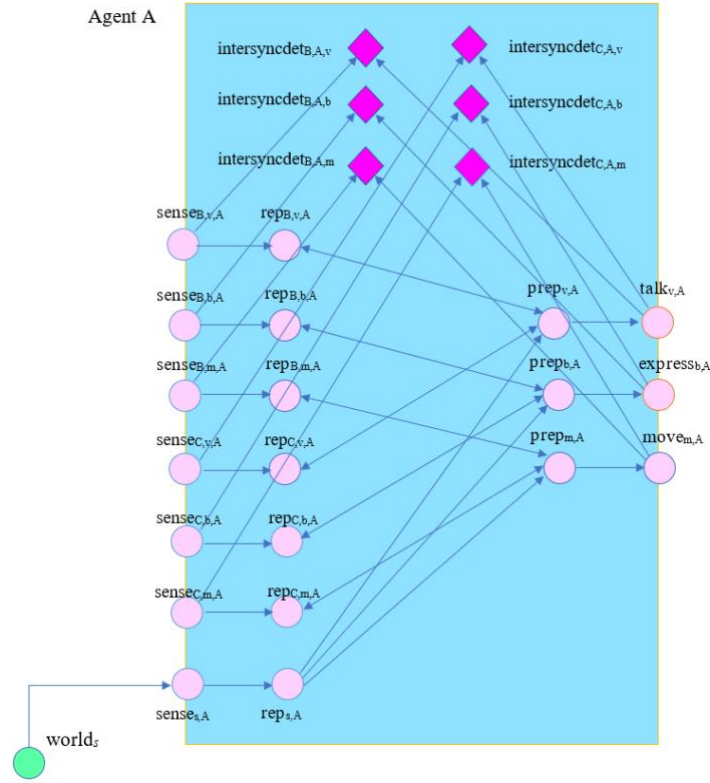 Agent A
intersyncdetB,A,v
intersyncdetC,A,v
intersyncdetB,A,b
intersyncdetC,A,b
intersyncdetB,A,m
intersyncdetC,A,m
senseB,v,A
repB,v,A
senseB,b,A
repB,b,A
prepv,A
talkv,A
senseB,m,A
repB,m,A
prepb,A
expressb,A
senseC,v,A
repC,v,A
prepm,A
movem,A
senseC,b,A
repC,b,A
senseC,m,A
repC,m,A
senses,A
reps,A
worlds